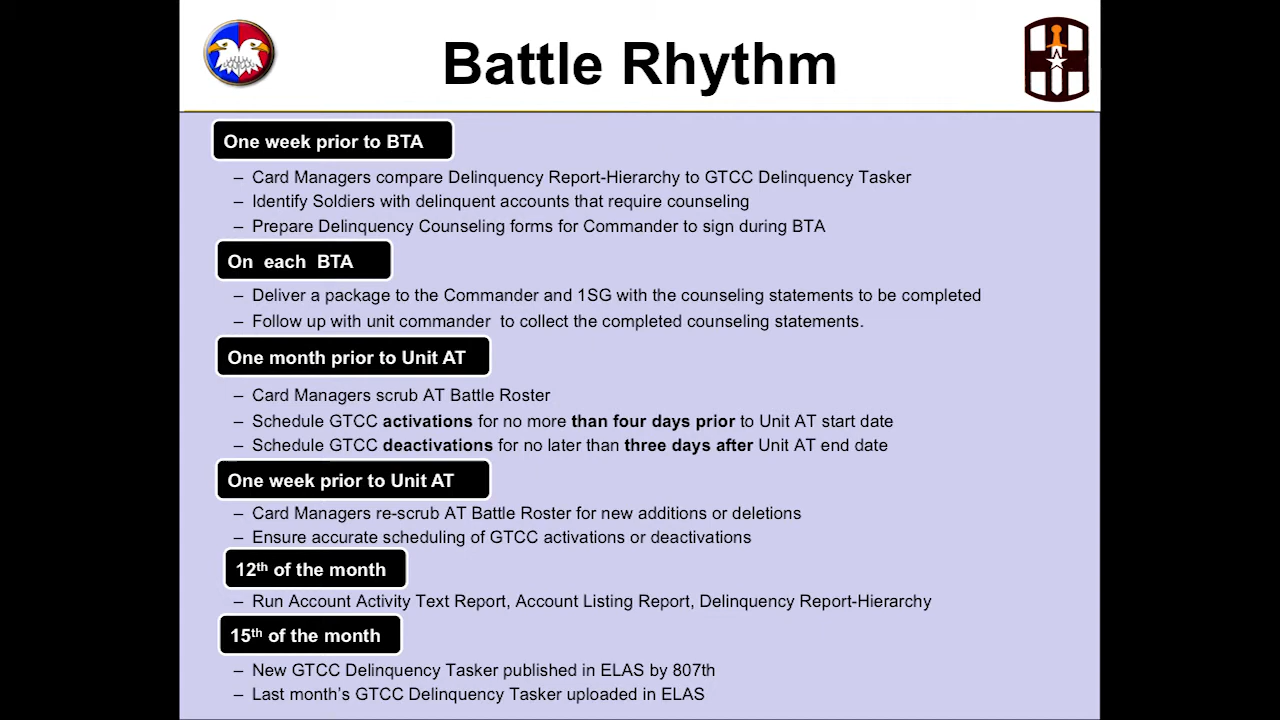 Battle Rhythm
One week prior to BTA
– Card Managers compare Delinquency Report-Hierarchy to GTCC Delinquency Tasker
– Identify Soldiers with delinquent accounts that require counseling
– Prepare Delinquency Counseling forms for Commander to sign during BTA
On each BTA
– Deliver a package to the Commander and 1SG with the counseling statements to be completed
– Follow up with unit commander to collect the completed counseling statements.
One month prior to Unit AT
– Card Managers scrub AT Battle Roster
– Schedule GTCC activations for no more than four days prior to Unit AT start date
– Schedule GTCC deactivations for no later than three days after Unit AT end date
One week prior to Unit AT
– Card Managers re-scrub AT Battle Roster for new additions or deletions
– Ensure accurate scheduling of GTCC activations or deactivations
12th of the month
– Run Account Activity Text Report, Account Listing Report, Delinquency Report-Hierarchy
15th of the month
– New GTCC Delinquency Tasker published in ELAS by 807th
– Last month’s GTCC Delinquency Tasker uploaded in ELAS